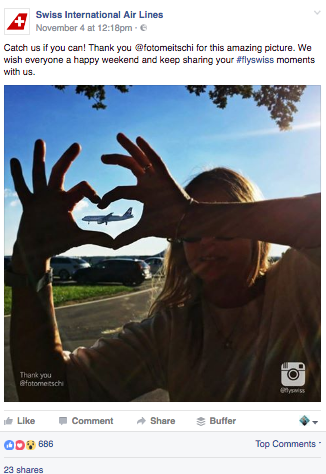 Swiss International Air Lines
November 4 at 12:18pm ·
Catch us if you can! Thank you @fotomeitschi for this amazing picture. We
wish everyone a happy weekend and keep sharing your #flyswiss moments
with us.
Thank you
@fotomeitschi
@flyswiss
Like Comment Share Buffer
686 Top Comments
23 shares